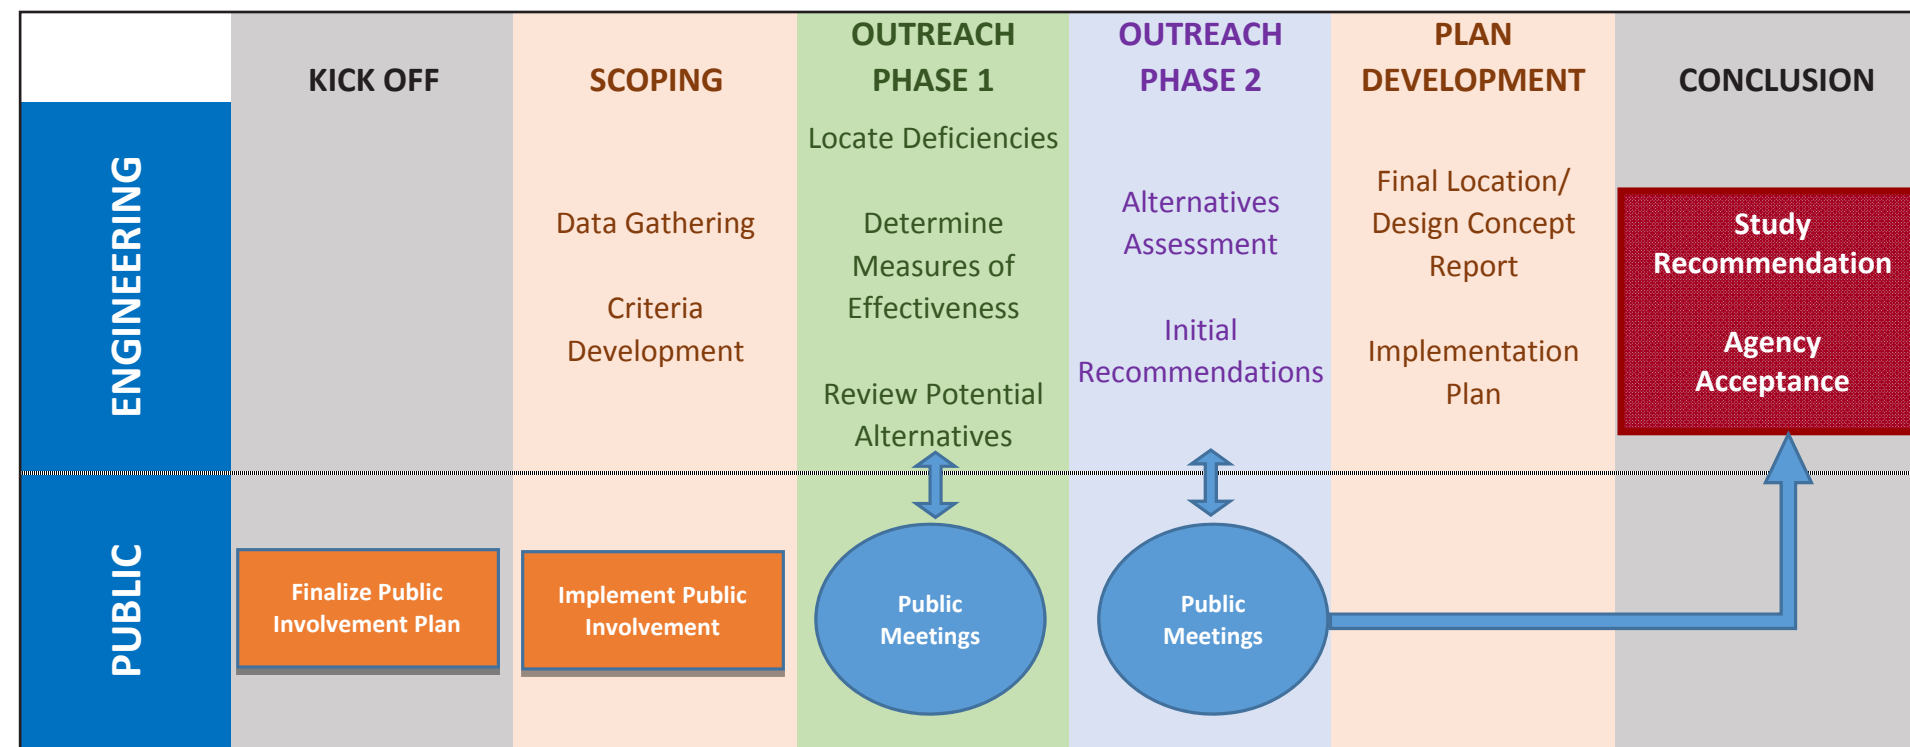 KICK OFF
SCOPING
OUTREACH
PHASE 1
OUTREACH
PHASE 2
PLAN
DEVELOPMENT
CONCLUSION
ENGINEERING
Data Gathering
Criteria
Development
Locate Deficiencies
Determine
Measures of
Effectiveness
Review Potential
Alternatives
Alternatives
Assessment
Initial
Recommendations
Final Location/
Design Concept
Report
Implementation
Plan
Study
Recommendation
Agency
Acceptance
PUBLIC
Finalize Public
Involvement Plan
Implement Public
Involvement
Public
Meetings
Public
Meetings